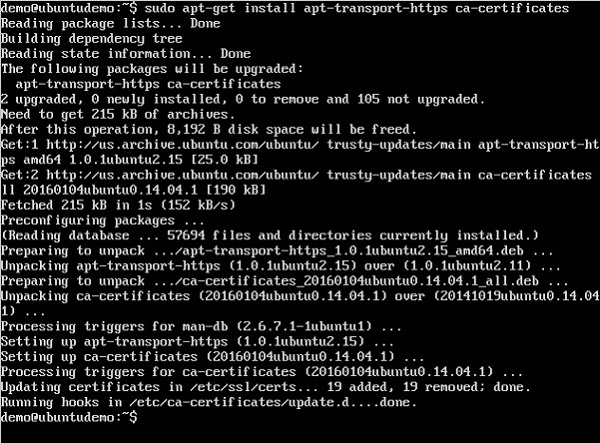 demo@ubuntudemo:~$ sudo apt-get install apt-transport-https ca-certificates
Reading package lists... Done
Building dependency tree
Reading state information... Done
The following packages will be upgraded:
  apt-transport-https ca-certificates
2 upgraded, 0 newly installed, 0 to remove and 105 not upgraded.
Need to get 215 kB of archives.
After this operation, 8,192 B disk space will be freed.
Get:1 http://us.archive.ubuntu.com/ubuntu/ trusty-updates/main apt-transport-ht
ps amd64 1.0.1ubuntu2.15 [25.0 kB]
Get:2 http://us.archive.ubuntu.com/ubuntu/ trusty-updates/main ca-certificates
ll 20160104ubuntu0.14.04.1 [190 kB]
Fetched 215 kB in 1s (152 kB/s)
Preconfiguring packages ...
(Reading database ... 57694 files and directories currently installed.)
Preparing to unpack .../apt-transport-https_1.0.1ubuntu2.15_amd64.deb ...
Unpacking apt-transport-https (1.0.1ubuntu2.15) over (1.0.1ubuntu2.11) ...
Preparing to unpack .../ca-certificates_20160104ubuntu0.14.04.1_all.deb ...
Unpacking ca-certificates (20160104ubuntu0.14.04.1) over (20141019ubuntu0.14.04
1) ...
Processing triggers for man-db (2.6.7.1-1ubuntu1) ...
Setting up apt-transport-https (1.0.1ubuntu2.15) ...
Setting up ca-certificates (20160104ubuntu0.14.04.1) ...
Processing triggers for ca-certificates (20160104ubuntu0.14.04.1) ...
Updating certificates in /etc/ssl/certs... 19 added, 19 removed; done.
Running hooks in /etc/ca-certificates/update.d....done.
demo@ubuntudemo:~$